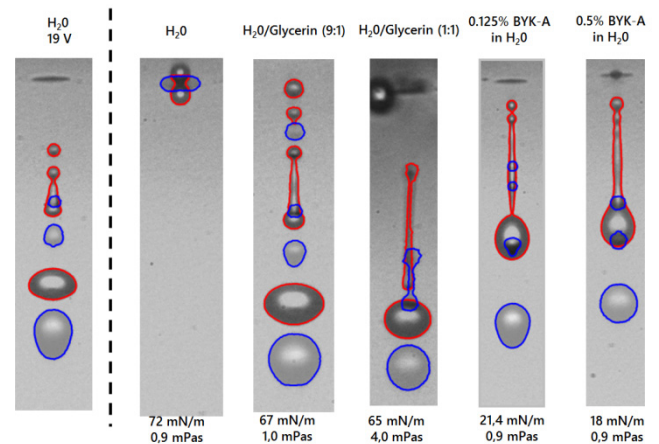 H₂0
19 V
H₂0
H₂0/Glycerin (9:1)
H₂0/Glycerin (1:1)
0.125% BYK-A
in H₂0
0.5% BYK-A
in H₂0
72 mN/m
0,9 mPas
67 mN/m
1,0 mPas
65 mN/m
4,0 mPas
21,4 mN/m
0,9 mPas
18 mN/m
0,9 mPas